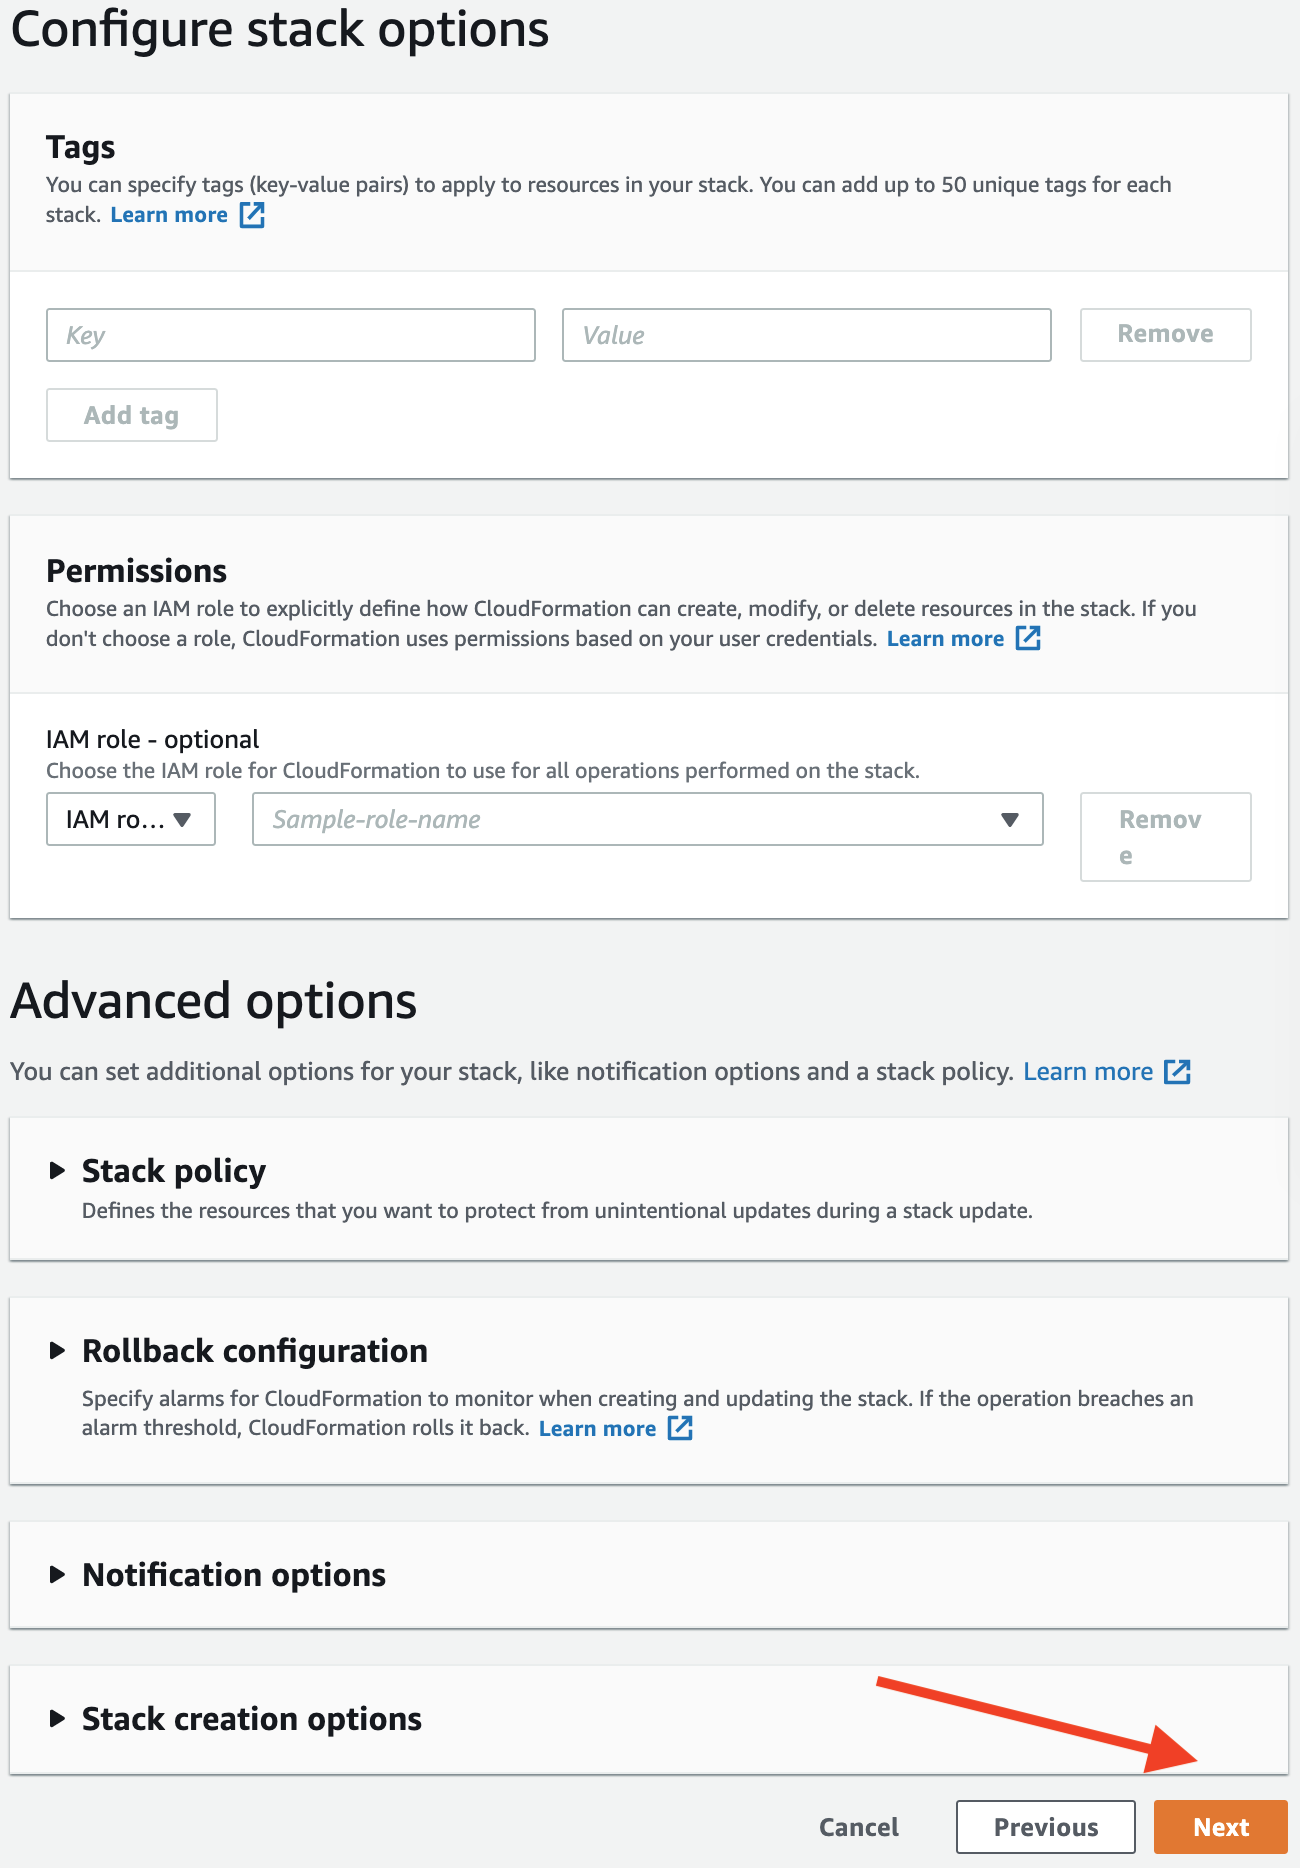 Configure stack options
Tags
You can specify tags (key-value pairs) to apply to resources in your stack. You can add up to 50 unique tags for each
stack. Learn more
Key
Value
Remove
Add tag
Permissions
Choose an IAM role to explicitly define how CloudFormation can create, modify, or delete resources in the stack. If you
don't choose a role, CloudFormation uses permissions based on your user credentials. Learn more
IAM role - optional
Choose the IAM role for CloudFormation to use for all operations performed on the stack.
IAM ro...
Sample-role-name
Remov
e
Advanced options
You can set additional options for your stack, like notification options and a stack policy. Learn more
Stack policy
Defines the resources that you want to protect from unintentional updates during a stack update.
Rollback configuration
Specify alarms for CloudFormation to monitor when creating and updating the stack. If the operation breaches an
alarm threshold, CloudFormation rolls it back. Learn more
Notification options
Stack creation options
Cancel
Previous
Next